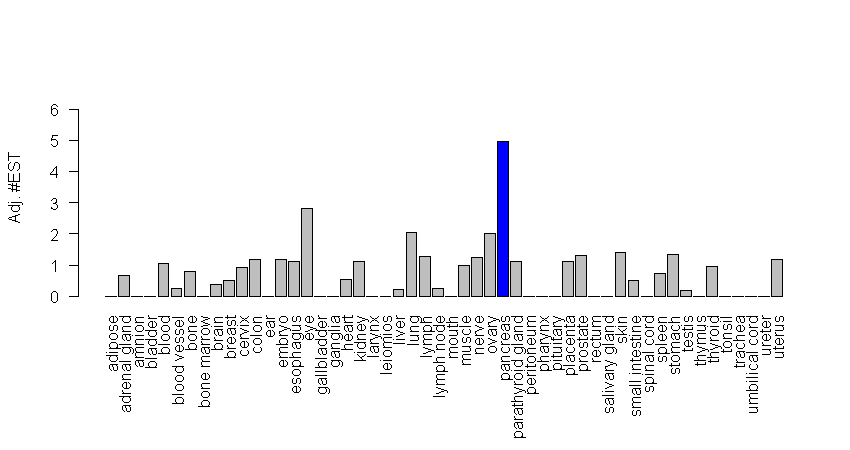 Adj. #EST
6
5
4
3
2
1
0
adipose
adrenal gland
amnion
bladder
blood
blood vessel
bone
bone marrow
brain
breast
cervix
colon
ear
embryo
esophagus
eye
gallbladder
ganglia
heart
kidney
larynx
leiomios
liver
lung
lymph
lymph node
mouth
muscle
nerve
ovary
pancreas
parathyroid gland
peritoneum
pharynx
pituitary
placenta
prostate
rectum
salivary gland
skin
small intestine
spinal cord
spleen
stomach
testis
thymus
thyroid
tonsil
trachea
umbilical cord
ureter
uterus